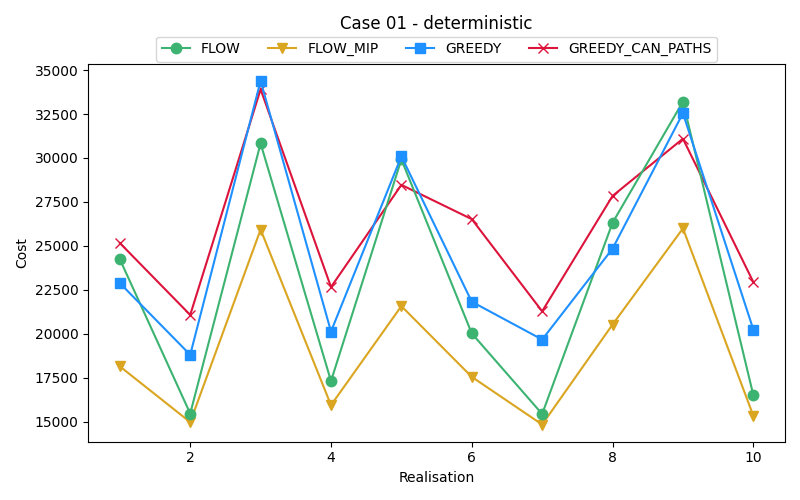 Case 01 - deterministic
FLOW FLOW_MIP GREEDY GREEDY_CAN_PATHS
35000
32500
30000
27500
25000
22500
20000
17500
15000
Cost
2 4 6 8 10
Realisation